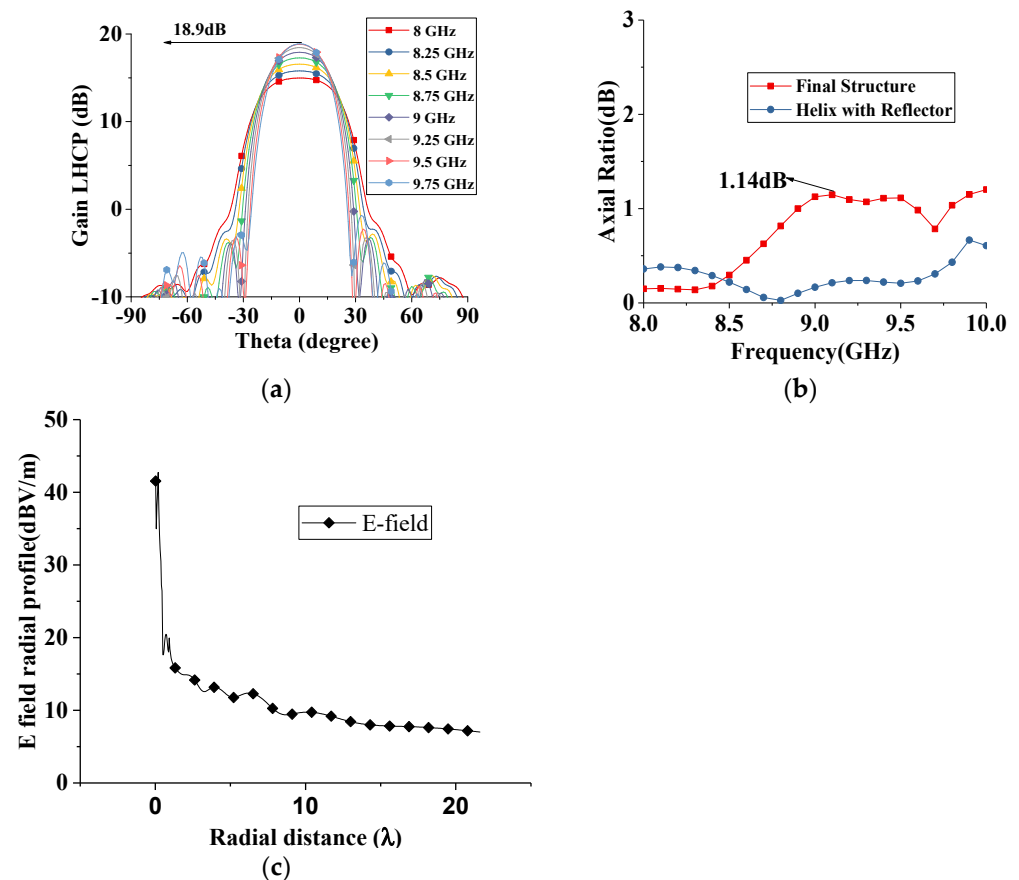 20
10
0
-10
Gain LHCP (dB)
18.9dB
8 GHz
8.25 GHz
8.5 GHz
8.75 GHz
9 GHz
9.25 GHz
9.5 GHz
9.75 GHz
-90 -60 -30 0 30 60 90
Theta (degree)
(a)
3
2
1
0
Axial Ratio(dB)
Final Structure
Helix with Reflector
1.14dB
8.0 8.5 9.0 9.5 10.0
Frequency(GHz)
(b)
50
40
30
20
10
0
E field radial profile(dBV/m)
E-field
0 10 20
Radial distance (λ)
(c)